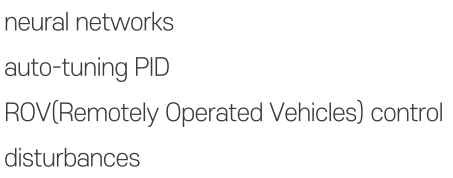 neural networks
auto-tuning PID
ROV(Remotely Operated Vehicles) control
disturbances